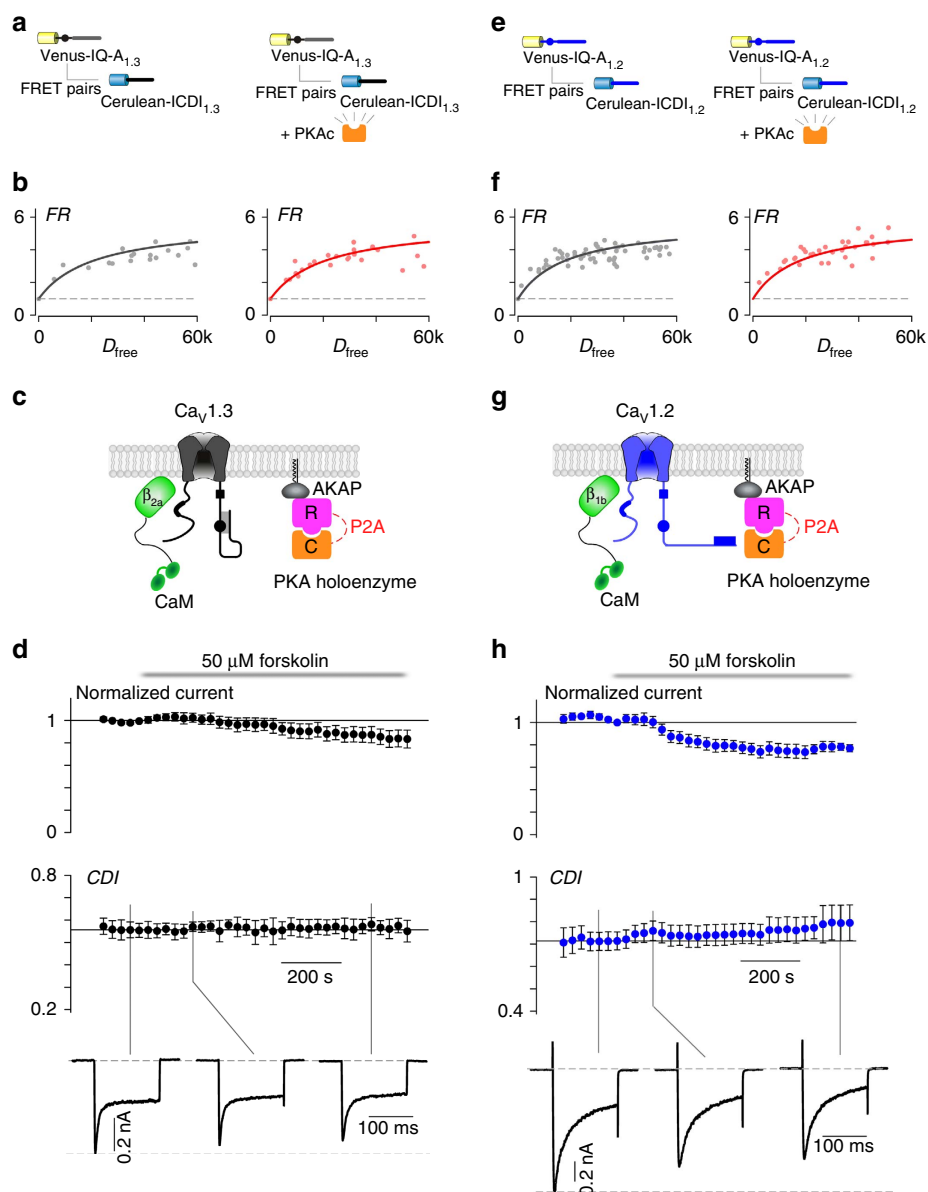 a
Venus-IQ-A1.3
FRET pairs
Cerulean-ICDI1.3
Venus-IQ-A1.3
FRET pairs
Cerulean-ICDI1.3
+ PKAc
b
FR
6
0
0
60k
Dfree
FR
6
0
0
60k
Dfree
c
CaV1.3
β2a
CaM
AKAP
R
C
P2A
PKA holoenzyme
d
50 μM forskolin
Normalized current
1
0
0.8
CDI
0.2
200 s
0.2 nA
100 ms
e
Venus-IQ-A1.2
FRET pairs
Cerulean-ICDI1.2
Venus-IQ-A1.2
FRET pairs
Cerulean-ICDI1.2
+ PKAc
f
FR
6
0
0
60k
Dfree
FR
6
0
0
60k
Dfree
g
CaV1.2
β1b
CaM
AKAP
R
C
P2A
PKA holoenzyme
h
50 μM forskolin
Normalized current
1
0
1
CDI
0.4
200 s
0.2 nA
100 ms